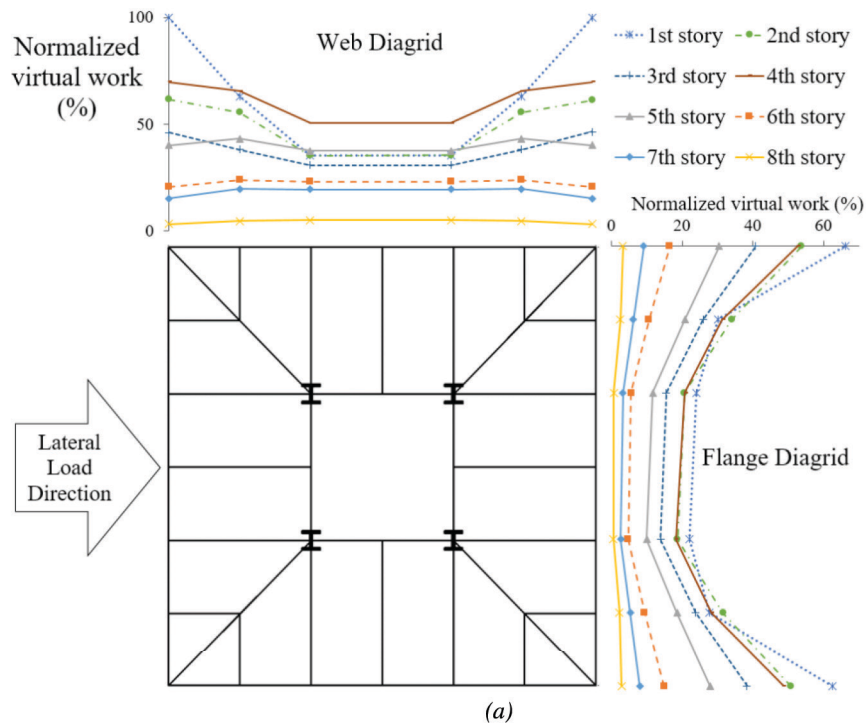 Normalized
virtual work
(%)
100
50
0
Web Diagrid
1st story
2nd story
3rd story
4th story
5th story
6th story
7th story
8th story
Normalized virtual work (%)
0 20 40 60
Lateral
Load
Direction
Flange Diagrid
(a)